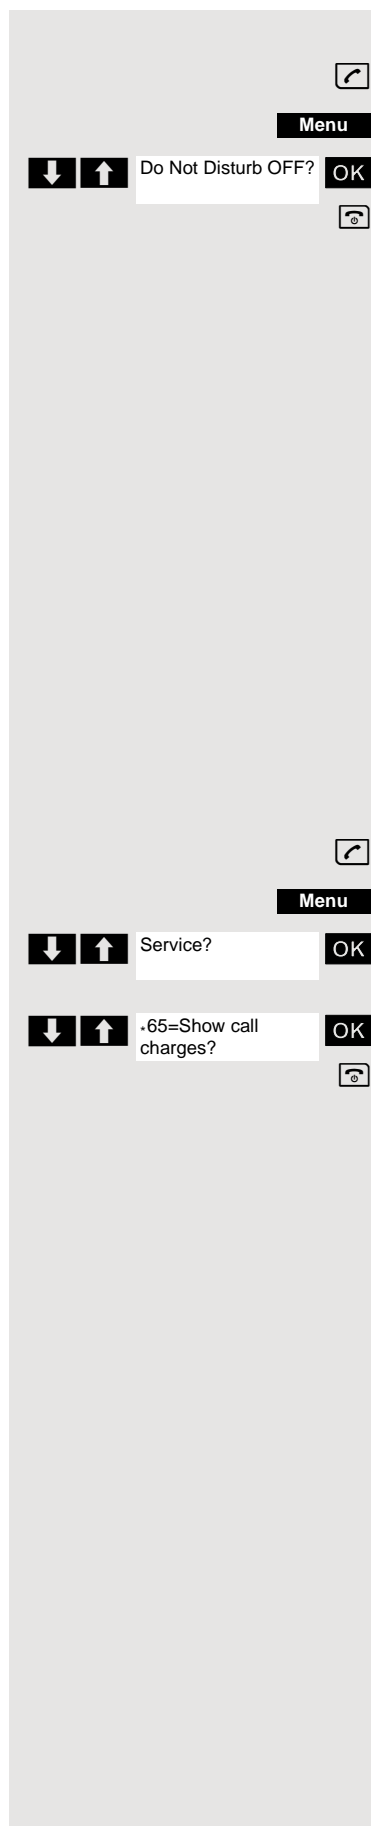 Menu
Do Not Disturb OFF? OK
Menu
Service? OK
*65=Show call
charges? OK